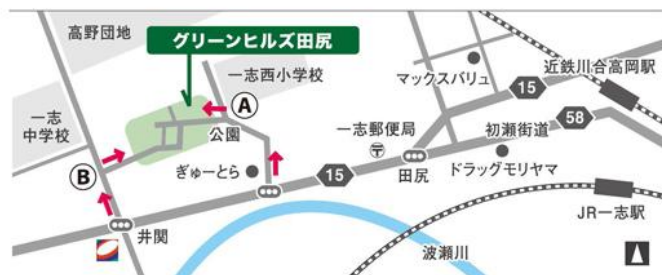 高野団地
グリーンヒルズ田尻
一志西小学校
A
一志
中学校
公園
B
ぎゅーとら
井関
15
一志郵便局
田尻
マックスバリュ
15
近鉄川合高岡駅
初瀬街道
58
ドラッグモリヤマ
JR一志駅
波瀬川